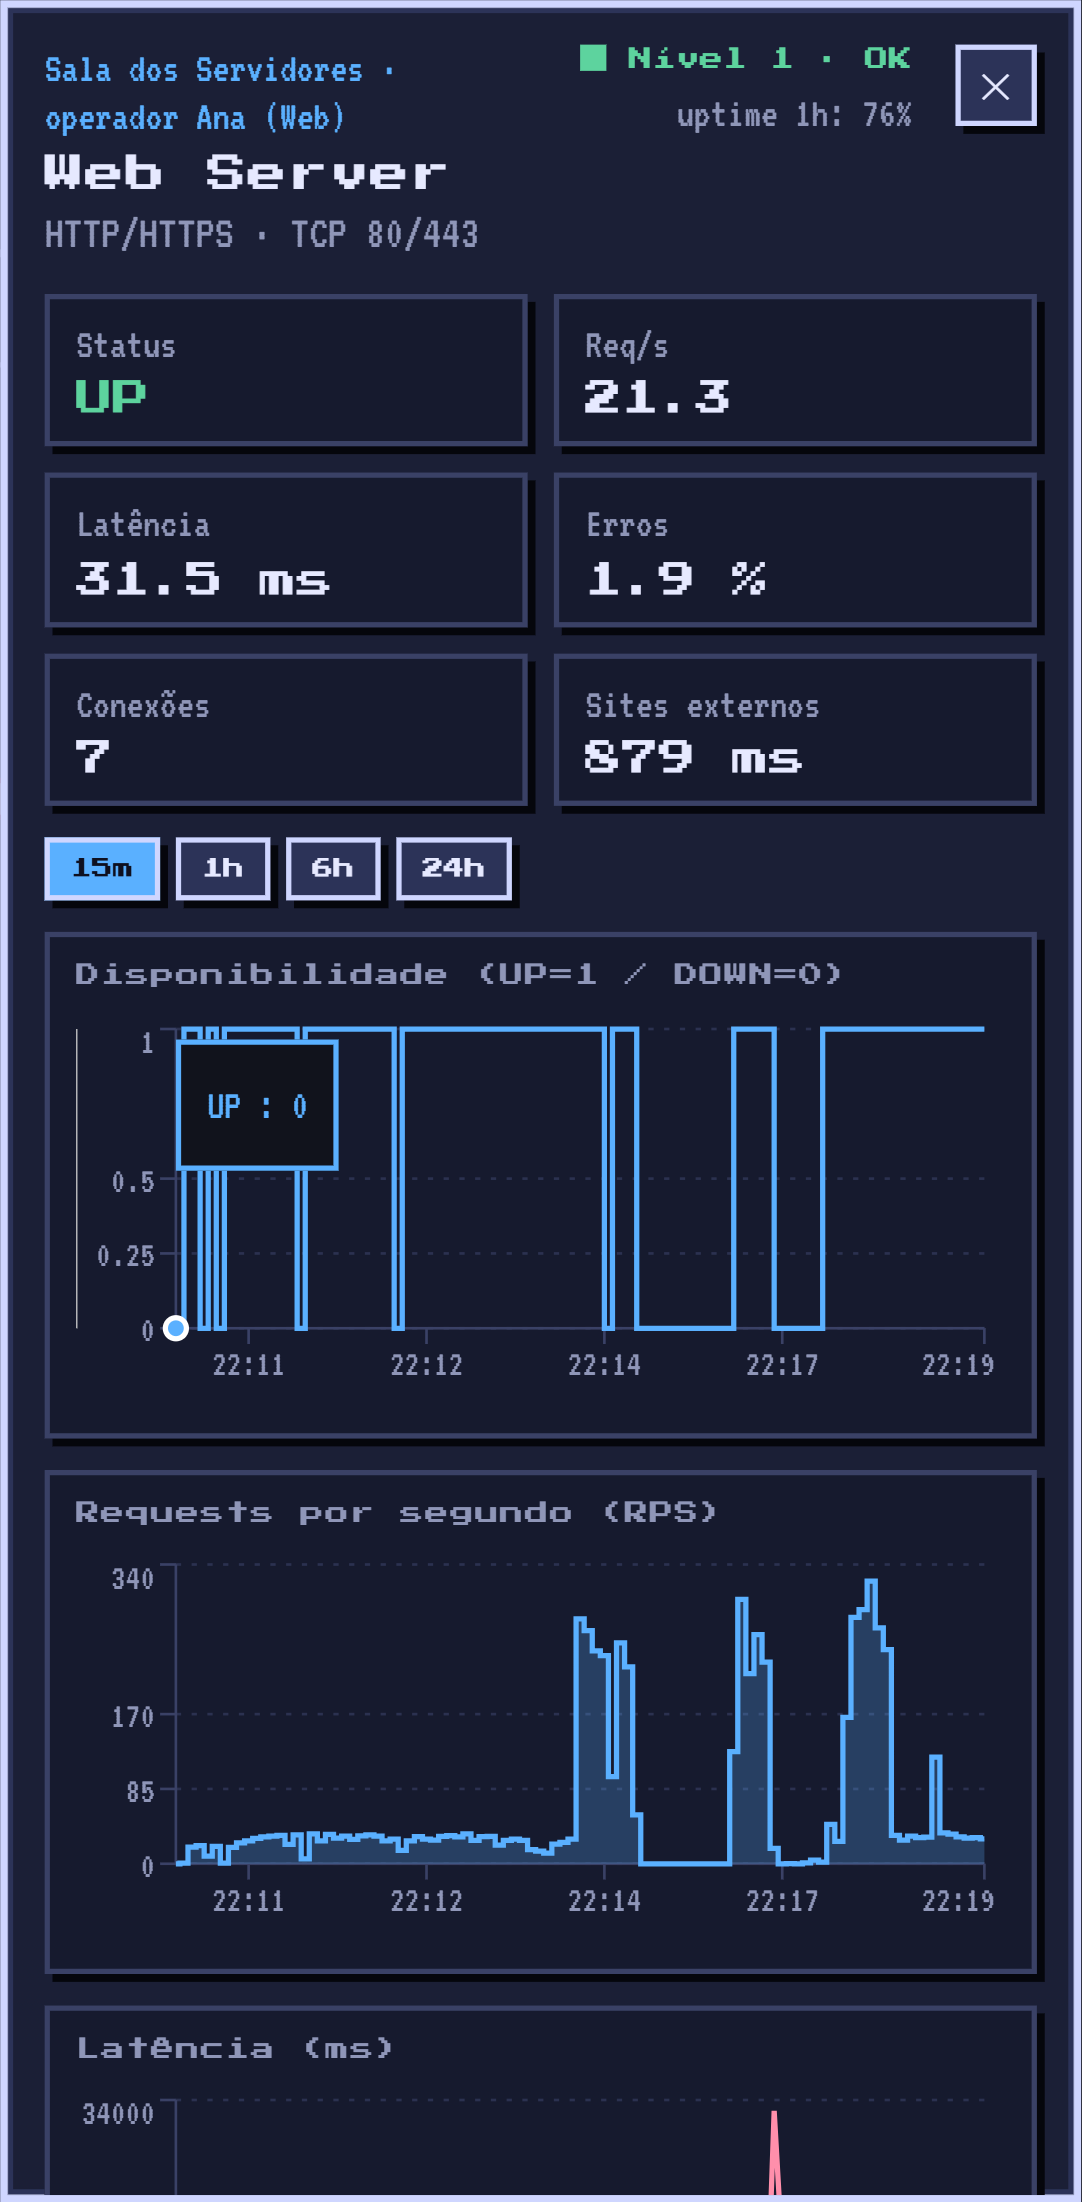 Sala dos Servidores ·
operador Ana (Web)
Nível 1 · OK
uptime 1h: 76%
Web Server
HTTP/HTTPS · TCP 80/443
Status
UP
Req/s
21.3
Latência
31.5 ms
Erros
1.9 %
Conexões
7
Sites externos
879 ms
15m 1h 6h 24h
Disponibilidade (UP=1 / DOWN=0)
1
UP : 0
0.5
0.25
0
22:11 22:12 22:14 22:17 22:19
Requests por segundo (RPS)
340
170
85
0
22:11 22:12 22:14 22:17 22:19
Latência (ms)
34000